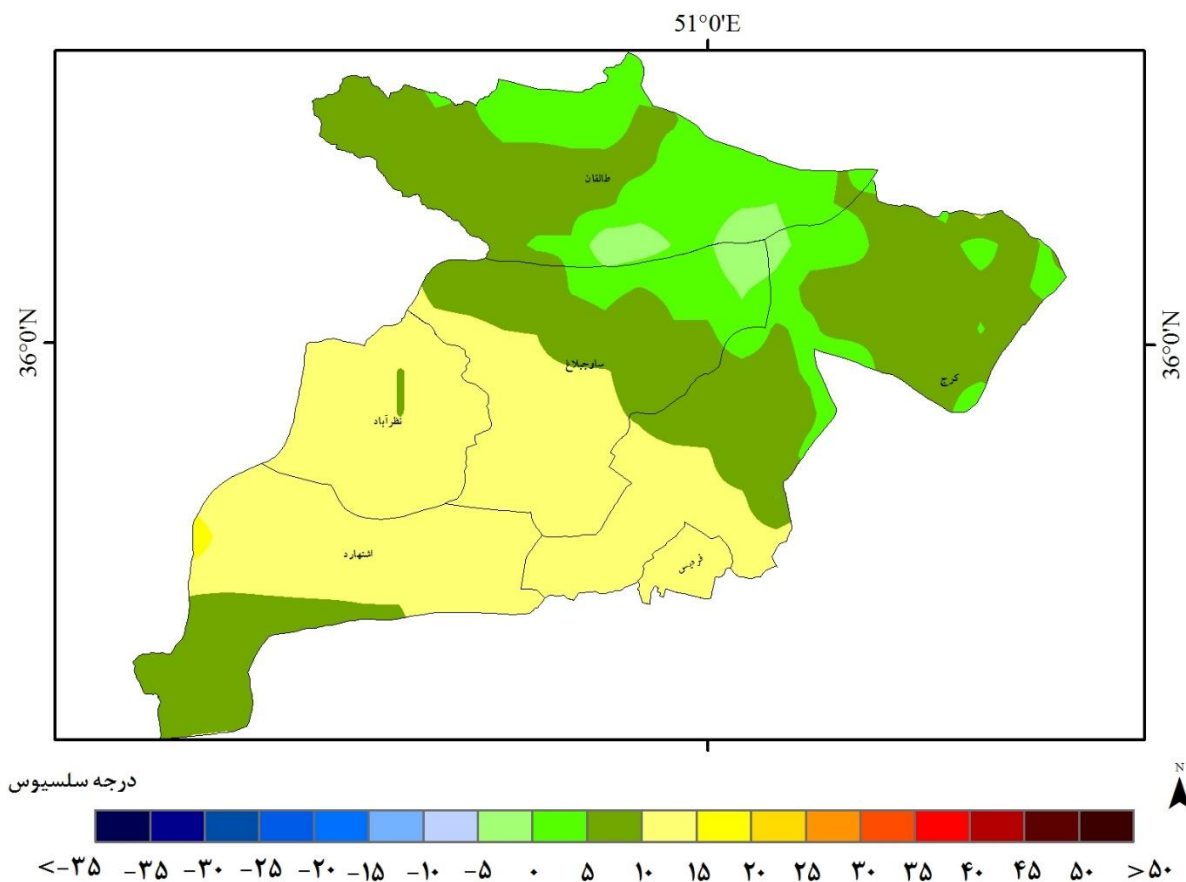 51°0'E
طالقان
36°0'N
36°0'N
ساوجبلاغ
کرج
نظرآباد
اشتهارد
فردیس
درجه سلسیوس
N
<-۳۵ -۳۵ -۳۰ -۲۵ -۲۰ -۱۵ -۱۰ -۵ ۰ ۵ ۱۰ ۱۵ ۲۰ ۲۵ ۳۰ ۳۵ ۴۰ ۴۵ ۵۰ >۵۰